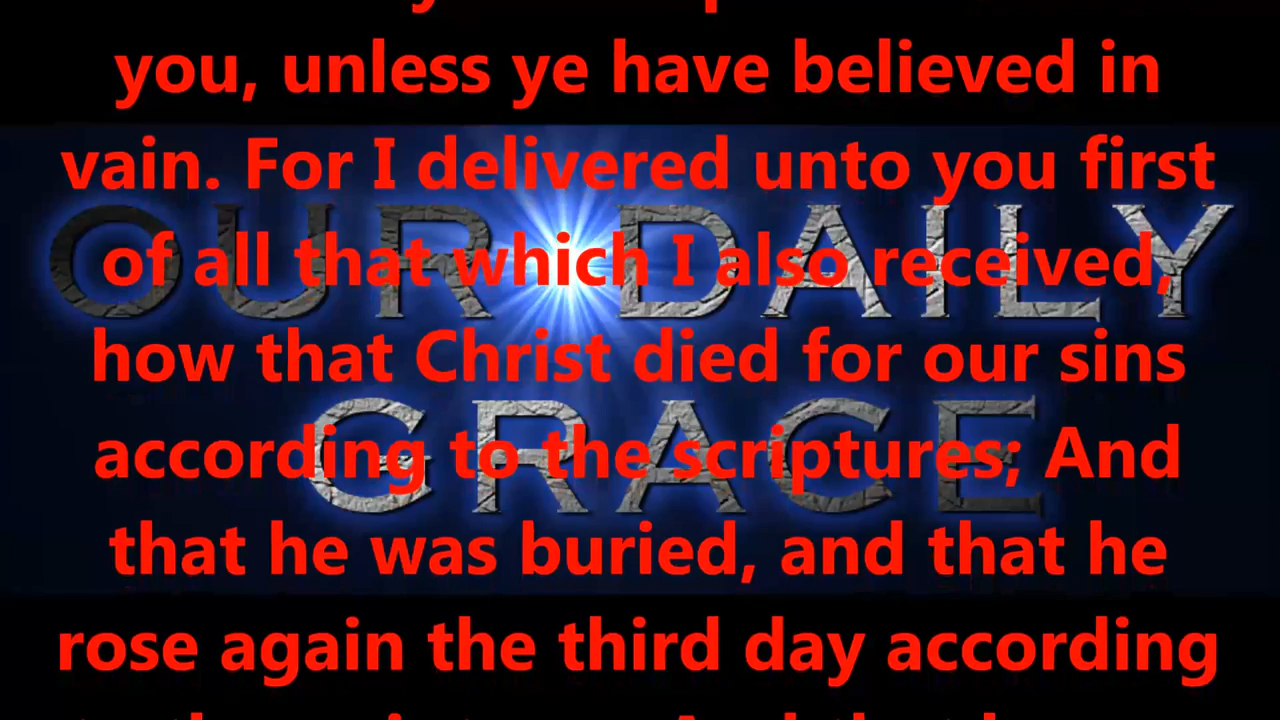 you, unless ye have believed in
vain. For I delivered unto you first
OUR DAILY
of all that which I also received,
how that Christ died for our sins
GRACE
according to the scriptures; And
that he was buried, and that he
rose again the third day according